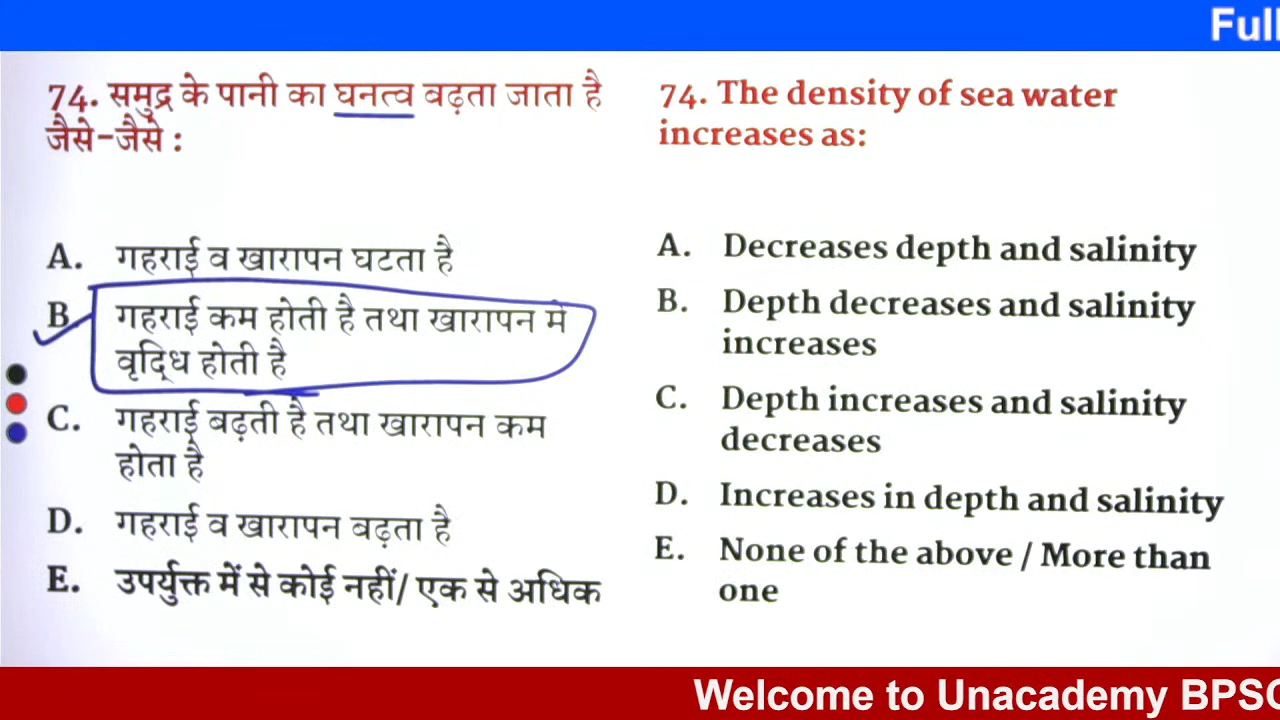 Full
74. समुद्र के पानी का घनत्व बढ़ता जाता है
जैसे-जैसे :
A. गहराई व खारापन घटता है
B. गहराई कम होती है तथा खारापन में
वृद्धि होती है
C. गहराई बढ़ती है तथा खारापन कम
होता है
D. गहराई व खारापन बढ़ता है
E. उपर्युक्त में से कोई नहीं/ एक से अधिक
74. The density of sea water
increases as:
A. Decreases depth and salinity
B. Depth decreases and salinity
increases
C. Depth increases and salinity
decreases
D. Increases in depth and salinity
E. None of the above / More than
one
Welcome to Unacademy BPSC